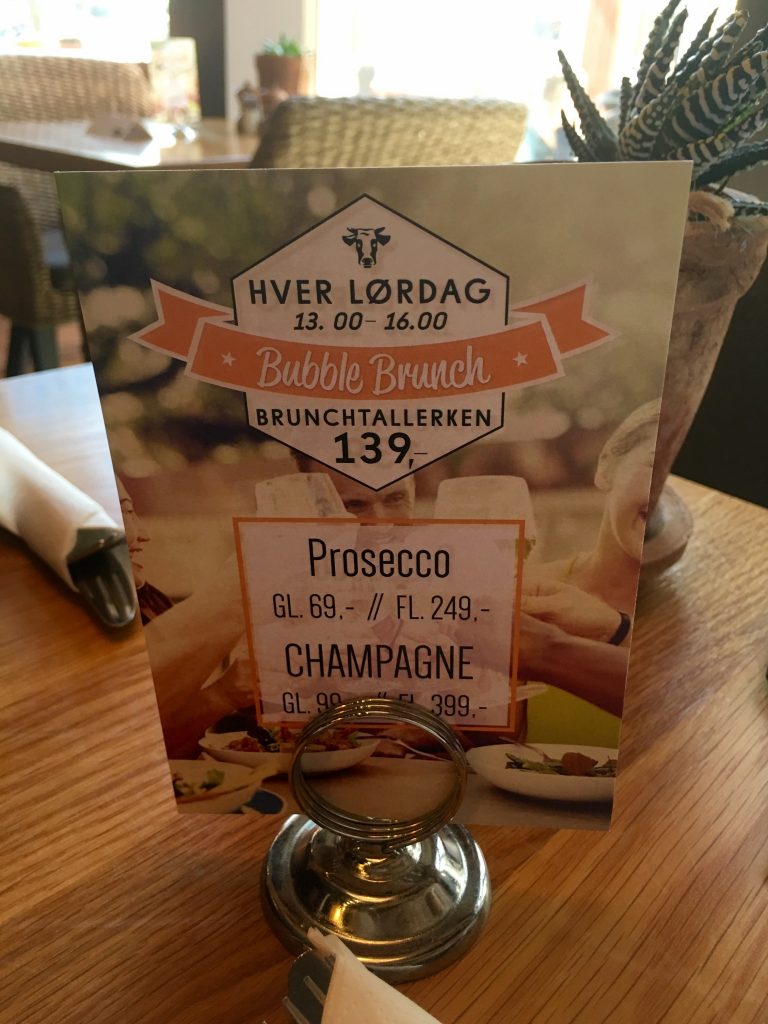 HVER LØRDAG
13.00-16.00
Bubble Brunch
BRUNCHTALLERKEN
139,-
Prosecco
GL. 69,- // FL. 249,-
CHAMPAGNE
GL. 99 // FL 399,-